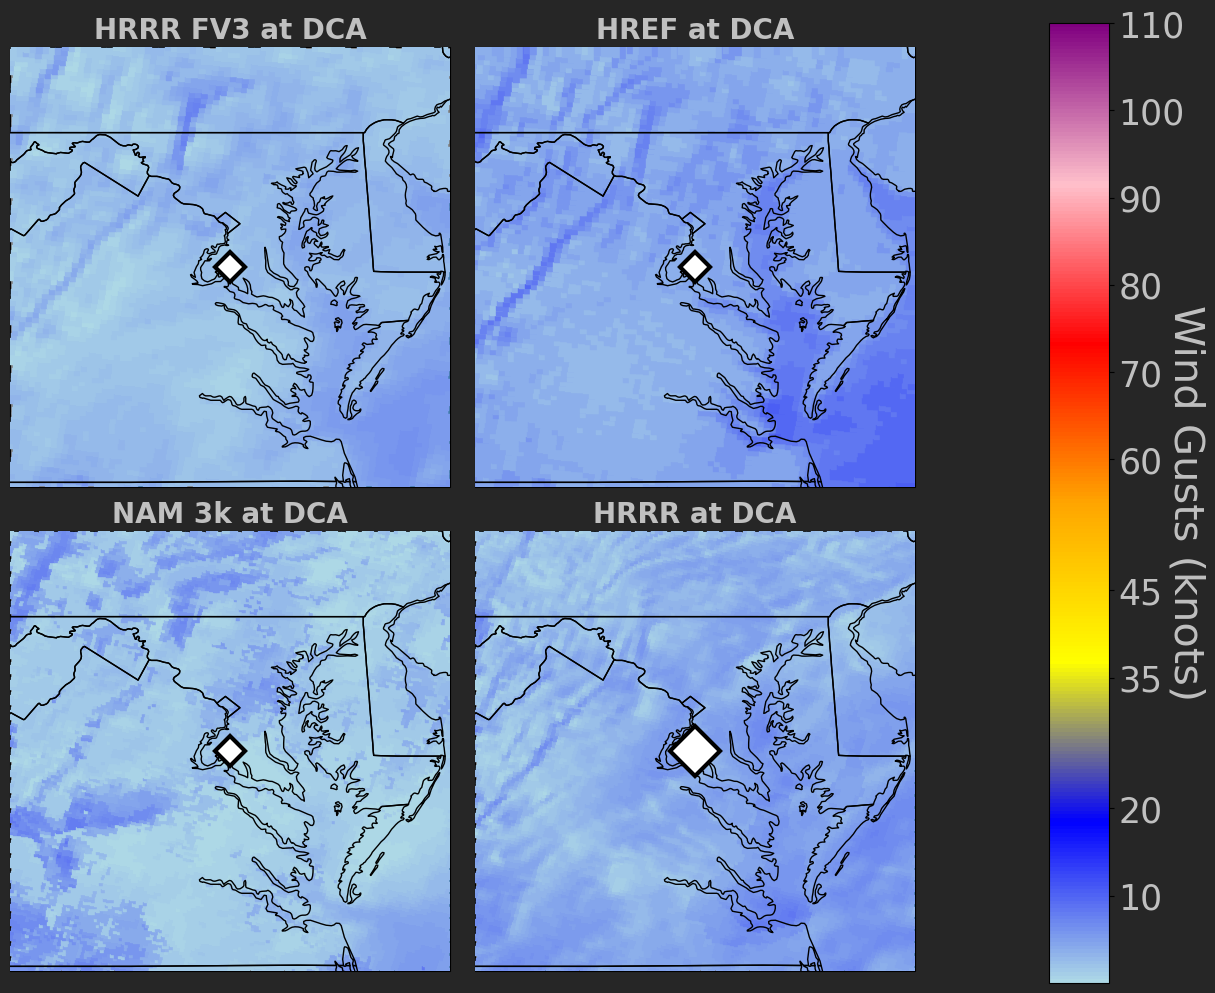 HRRR FV3 at DCA
HREF at DCA
NAM 3k at DCA
HRRR at DCA
110
100
90
80
70
60
45
35
20
10
Wind Gusts (knots)